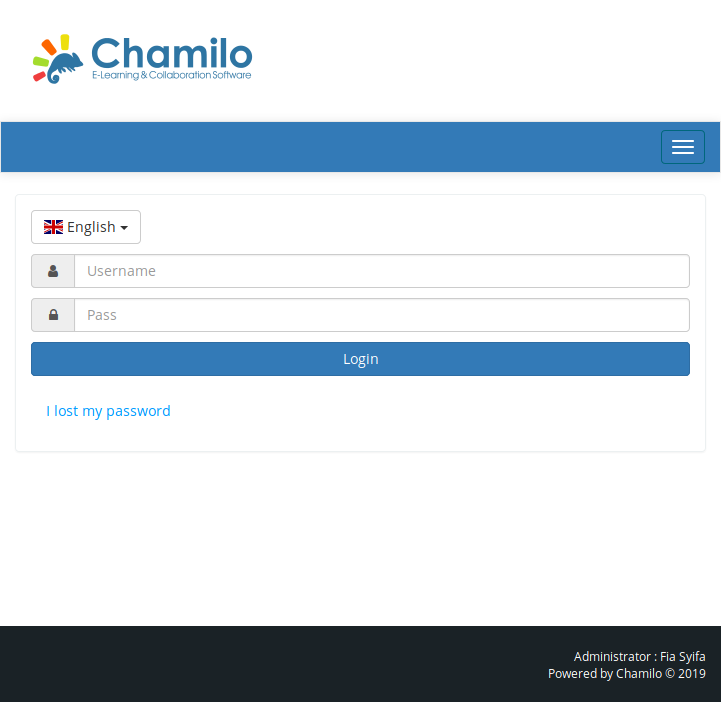 Chamilo
E-Learning & Collaboration Software
English
Username
Pass
Login
I lost my password
Administrator : Fia Syifa
Powered by Chamilo © 2019